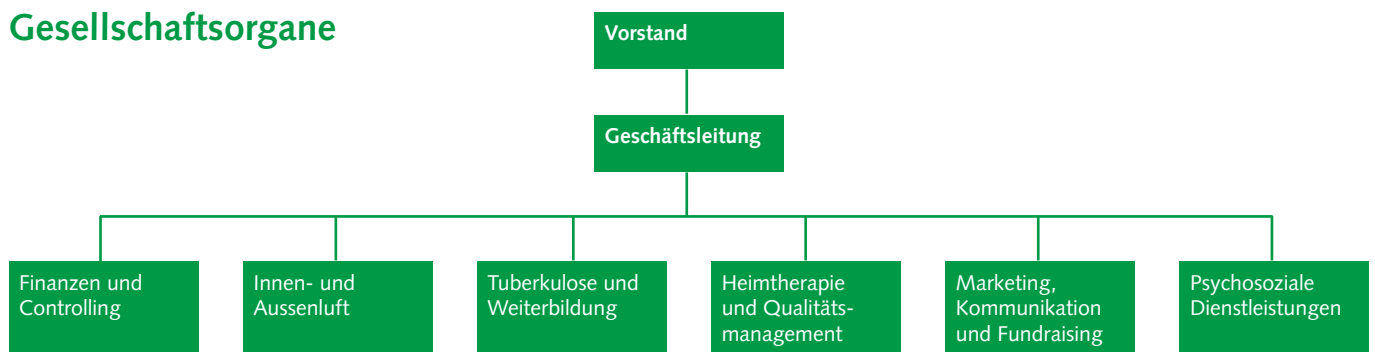 Gesellschaftsorgane
Vorstand
Geschäftsleitung
Finanzen und
Controlling
Innen- und
Aussenluft
Tuberkulose und
Weiterbildung
Heimtherapie
und Qualitäts-
management
Marketing,
Kommunikation
und Fundraising
Psychosoziale
Dienstleistungen